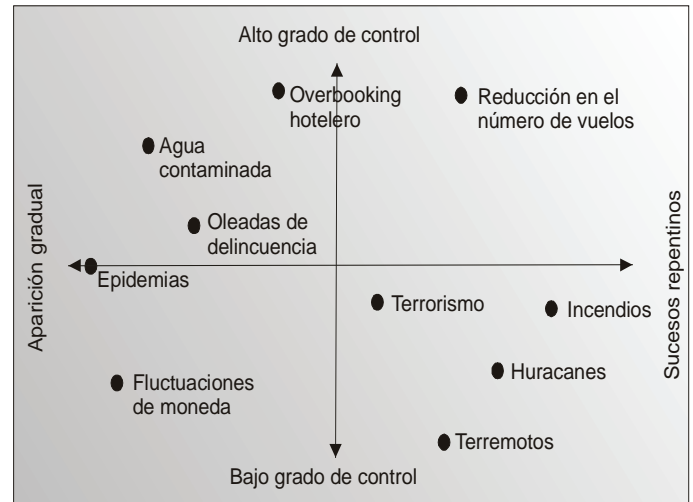 Alto grado de control
Overbooking
hotelero
Reducción en el
número de vuelos
Agua
contaminada
Oleadas de
delincuencia
Aparición gradual
Sucesos repentinos
Epidemias
Terrorismo
Incendios
Huracanes
Fluctuaciones
de moneda
Terremotos
Bajo grado de control